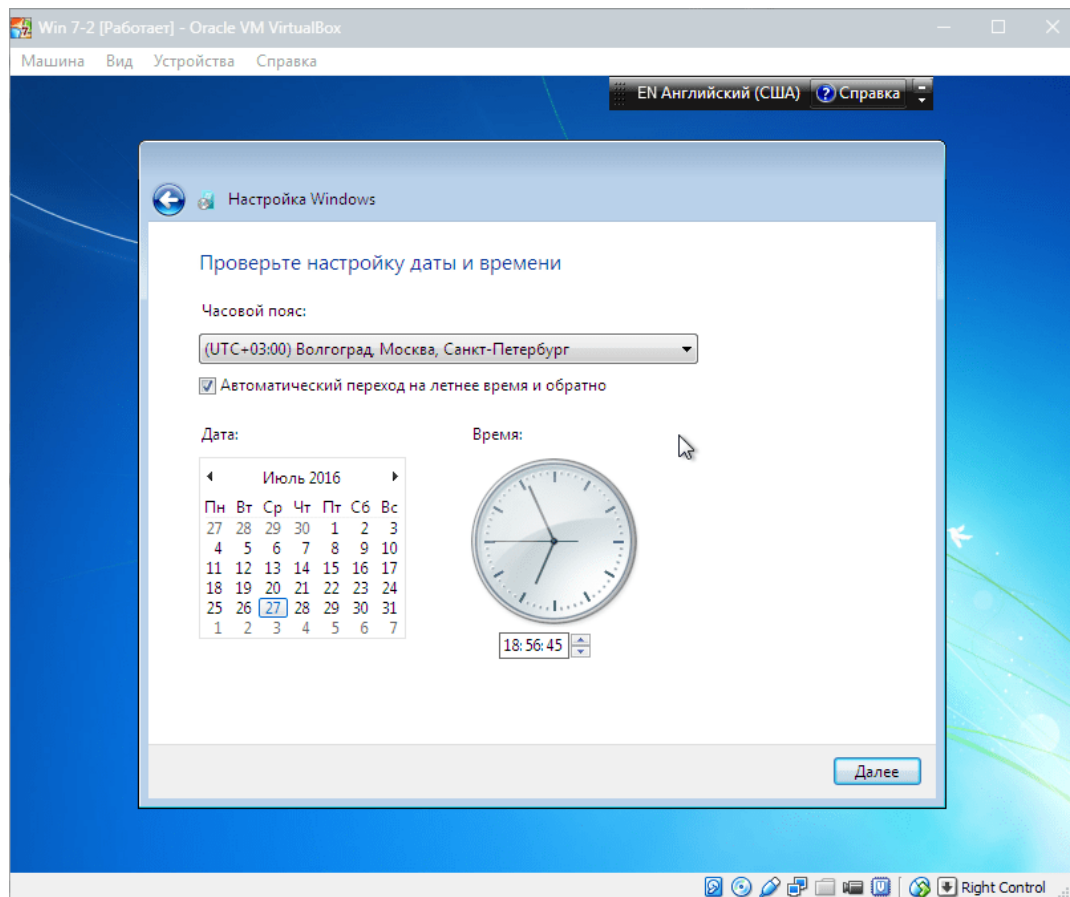 Win 7-2 [Работает] - Oracle VM VirtualBox
Машина Вид Устройства Справка
EN Английский (США) ? Справка
Настройка Windows
Проверьте настройку даты и времени
Часовой пояс:
(UTC+03:00) Волгоград, Москва, Санкт-Петербург
Автоматический переход на летнее время и обратно
Дата: Время:
Июль 2016
Пн Вт Ср Чт Пт Сб Вс
27 28 29 30 1 2 3
4 5 6 7 8 9 10
11 12 13 14 15 16 17
18 19 20 21 22 23 24
25 26 27 28 29 30 31
1 2 3 4 5 6 7
18:56:45
Далее
Right Control